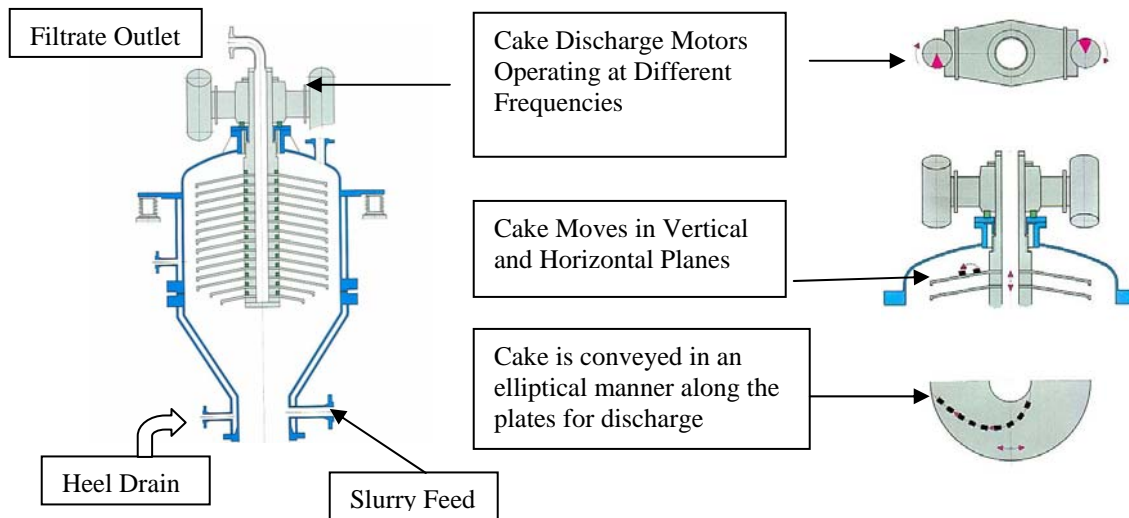 Filtrate Outlet
Cake Discharge Motors
Operating at Different
Frequencies
Cake Moves in Vertical
and Horizontal Planes
Cake is conveyed in an
elliptical manner along the
plates for discharge
Heel Drain
Slurry Feed